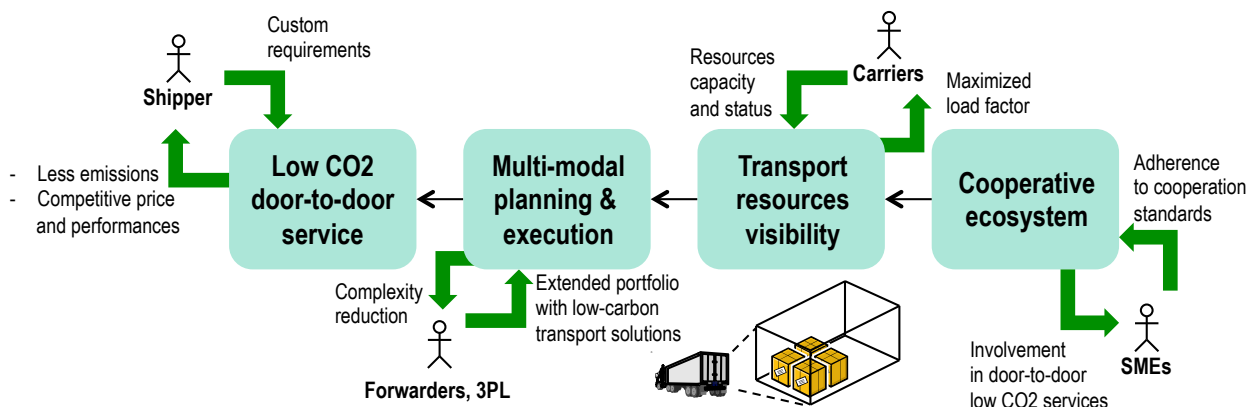 Custom
requirements
Shipper
- Less emissions
- Competitive price
and performances
Low CO2
door-to-door
service
Multi-modal
planning &
execution
Complexity
reduction
Extended portfolio
with low-carbon
transport solutions
Forwarders, 3PL
Resources
capacity
and status
Carriers
Maximized
load factor
Transport
resources
visibility
Cooperative
ecosystem
Adherence
to cooperation
standards
Involvement
in door-to-door
low CO2 services
SMEs